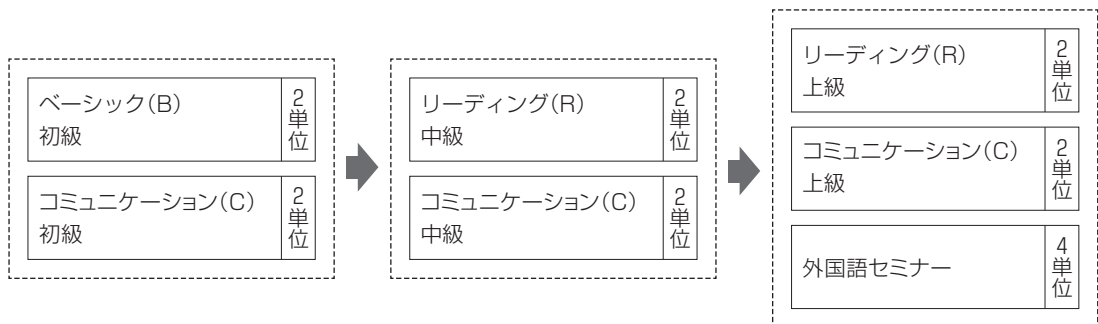 ベーシック(B)
初級
2単位
コミュニケーション(C)
初級
2単位
リーディング(R)
中級
2単位
コミュニケーション(C)
中級
2単位
リーディング(R)
上級
2単位
コミュニケーション(C)
上級
2単位
外国語セミナー
4単位